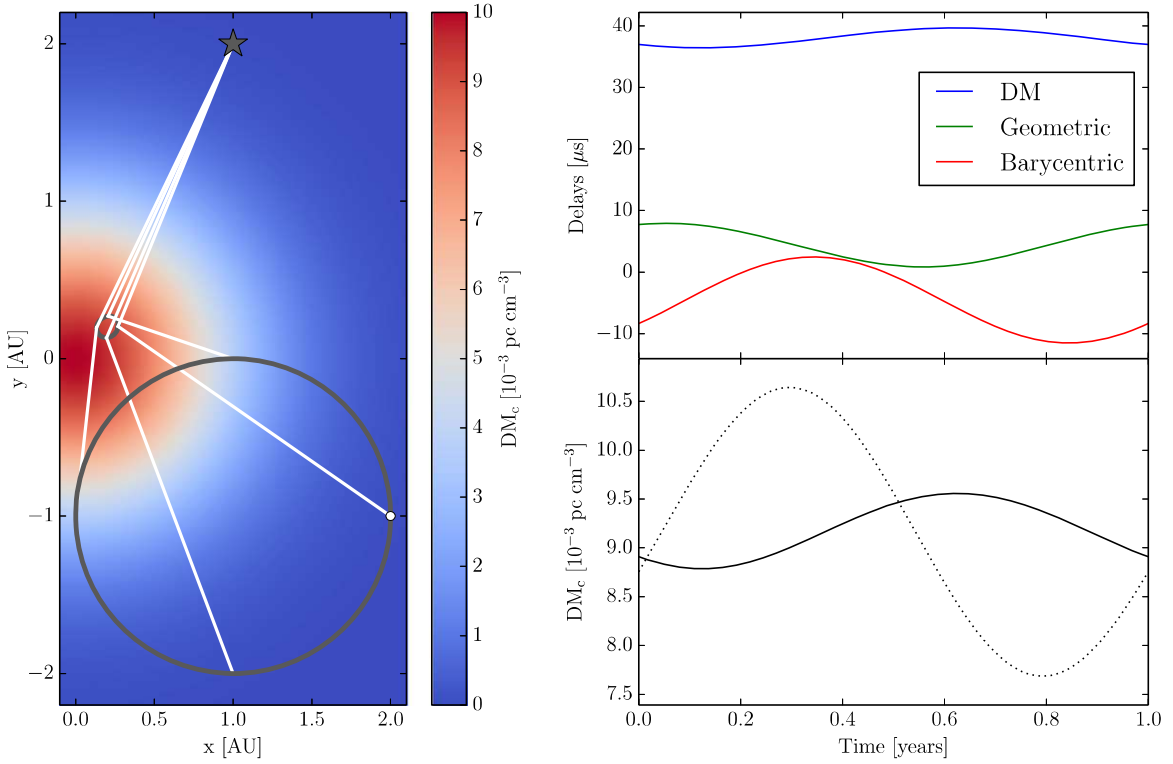 2
1
0
−1
−2
y [AU]
0.0 0.5 1.0 1.5 2.0
x [AU]
10
9
8
7
6
5
4
3
2
1
0
DM_c [10^{−3} pc cm^{−3}]
40
30
20
10
0
−10
Delays [μs]
DM
Geometric
Barycentric
10.5
10.0
9.5
9.0
8.5
8.0
7.5
DM_c [10^{−3} pc cm^{−3}]
0.0 0.2 0.4 0.6 0.8 1.0
Time [years]